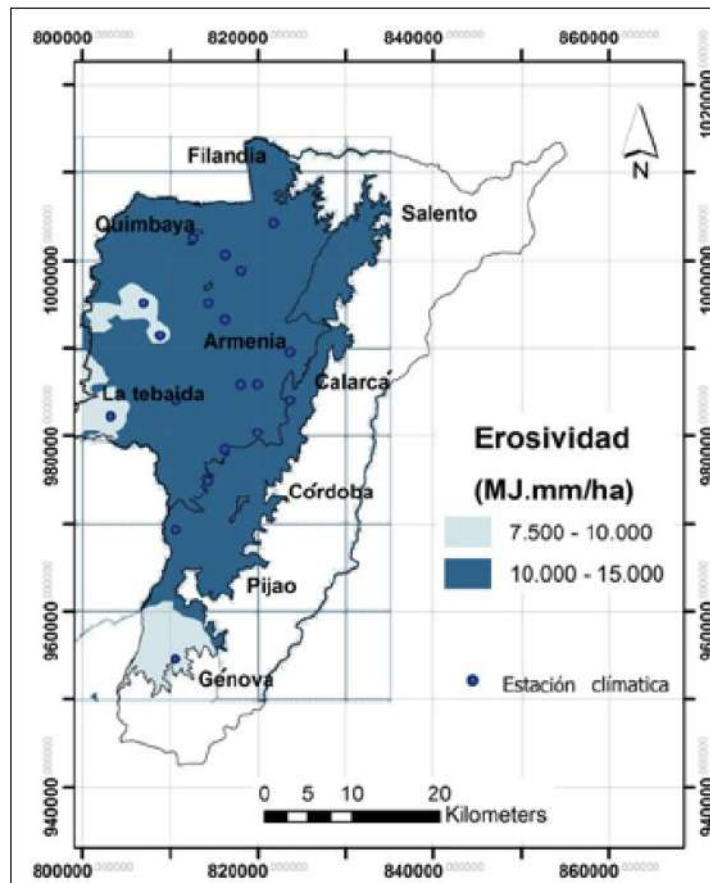 800000 820000 840000 860000
1020000
Filandia
Salento
Quimbaya
N
1000000
1000000
Armenia
Calarcá
La tebaida
Erosividad
(MJ.mm/ha)
980000
980000
Córdoba
7.500 - 10.000
10.000 - 15.000
Pijao
960000
960000
Génova
Estación clímatica
940000
940000
0 5 10 20
Kilometers
800000 820000 840000 860000